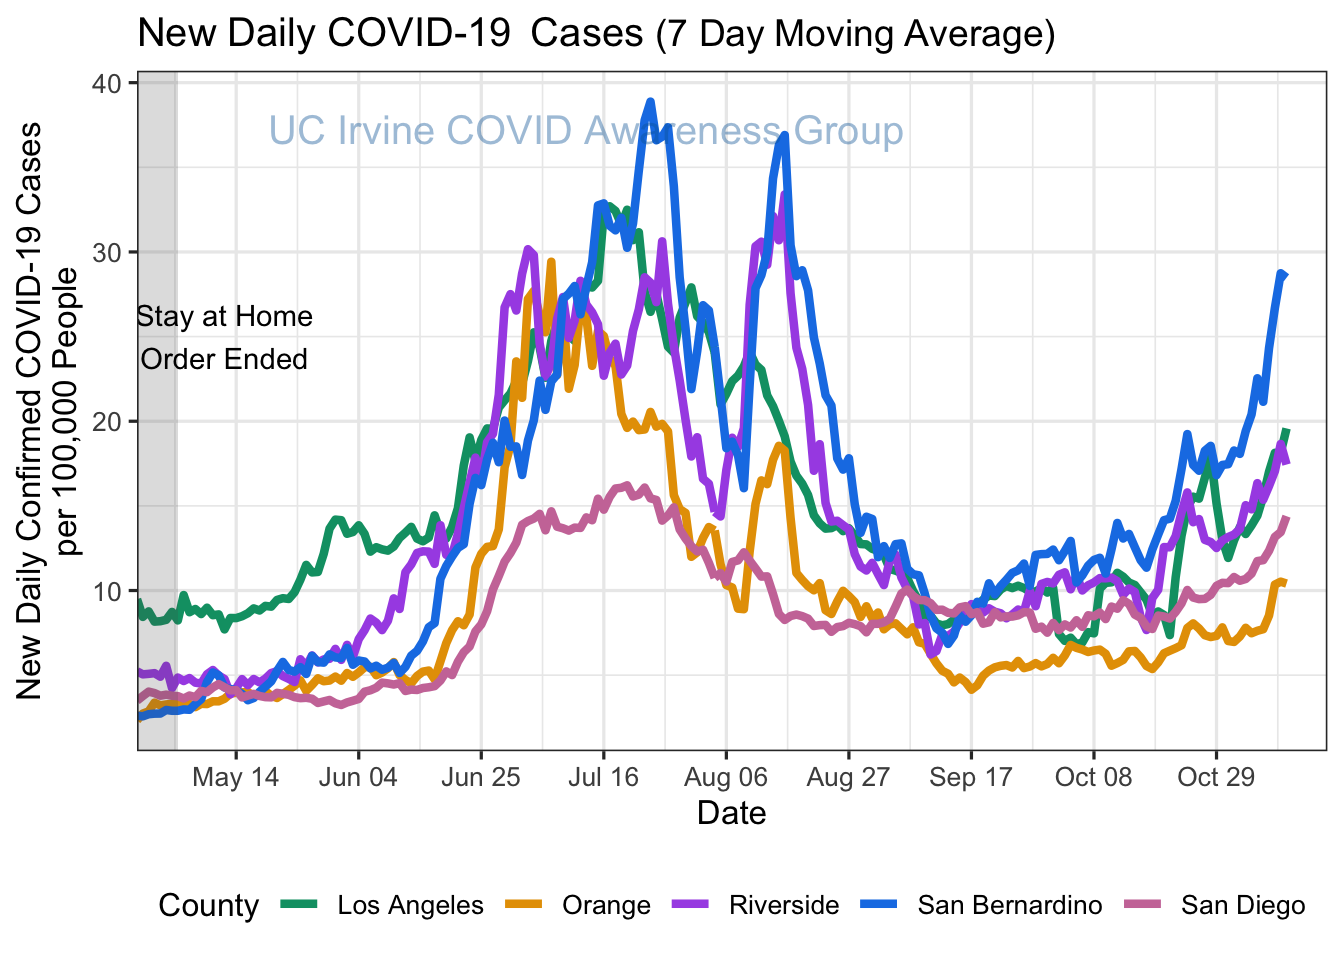 New Daily COVID-19  Cases (7 Day Moving Average)
New Daily Confirmed COVID-19 Cases
per 100,000 People
40
30
20
10
UC Irvine COVID Awareness Group
Stay at Home
Order Ended
May 14 Jun 04 Jun 25 Jul 16 Aug 06 Aug 27 Sep 17 Oct 08 Oct 29
Date
County Los Angeles Orange Riverside San Bernardino San Diego